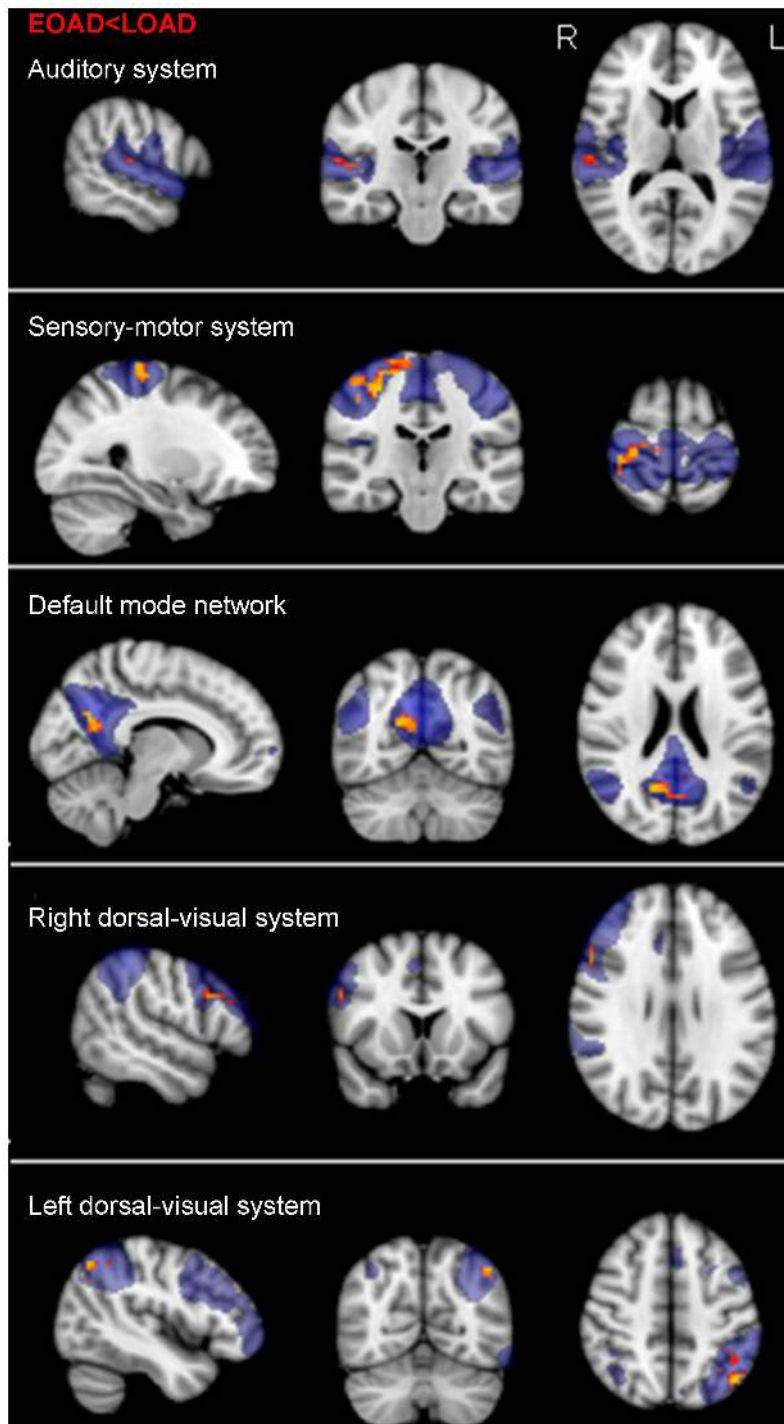 EOAD<LOAD
R L
Auditory system
Sensory-motor system
Default mode network
Right dorsal-visual system
Left dorsal-visual system